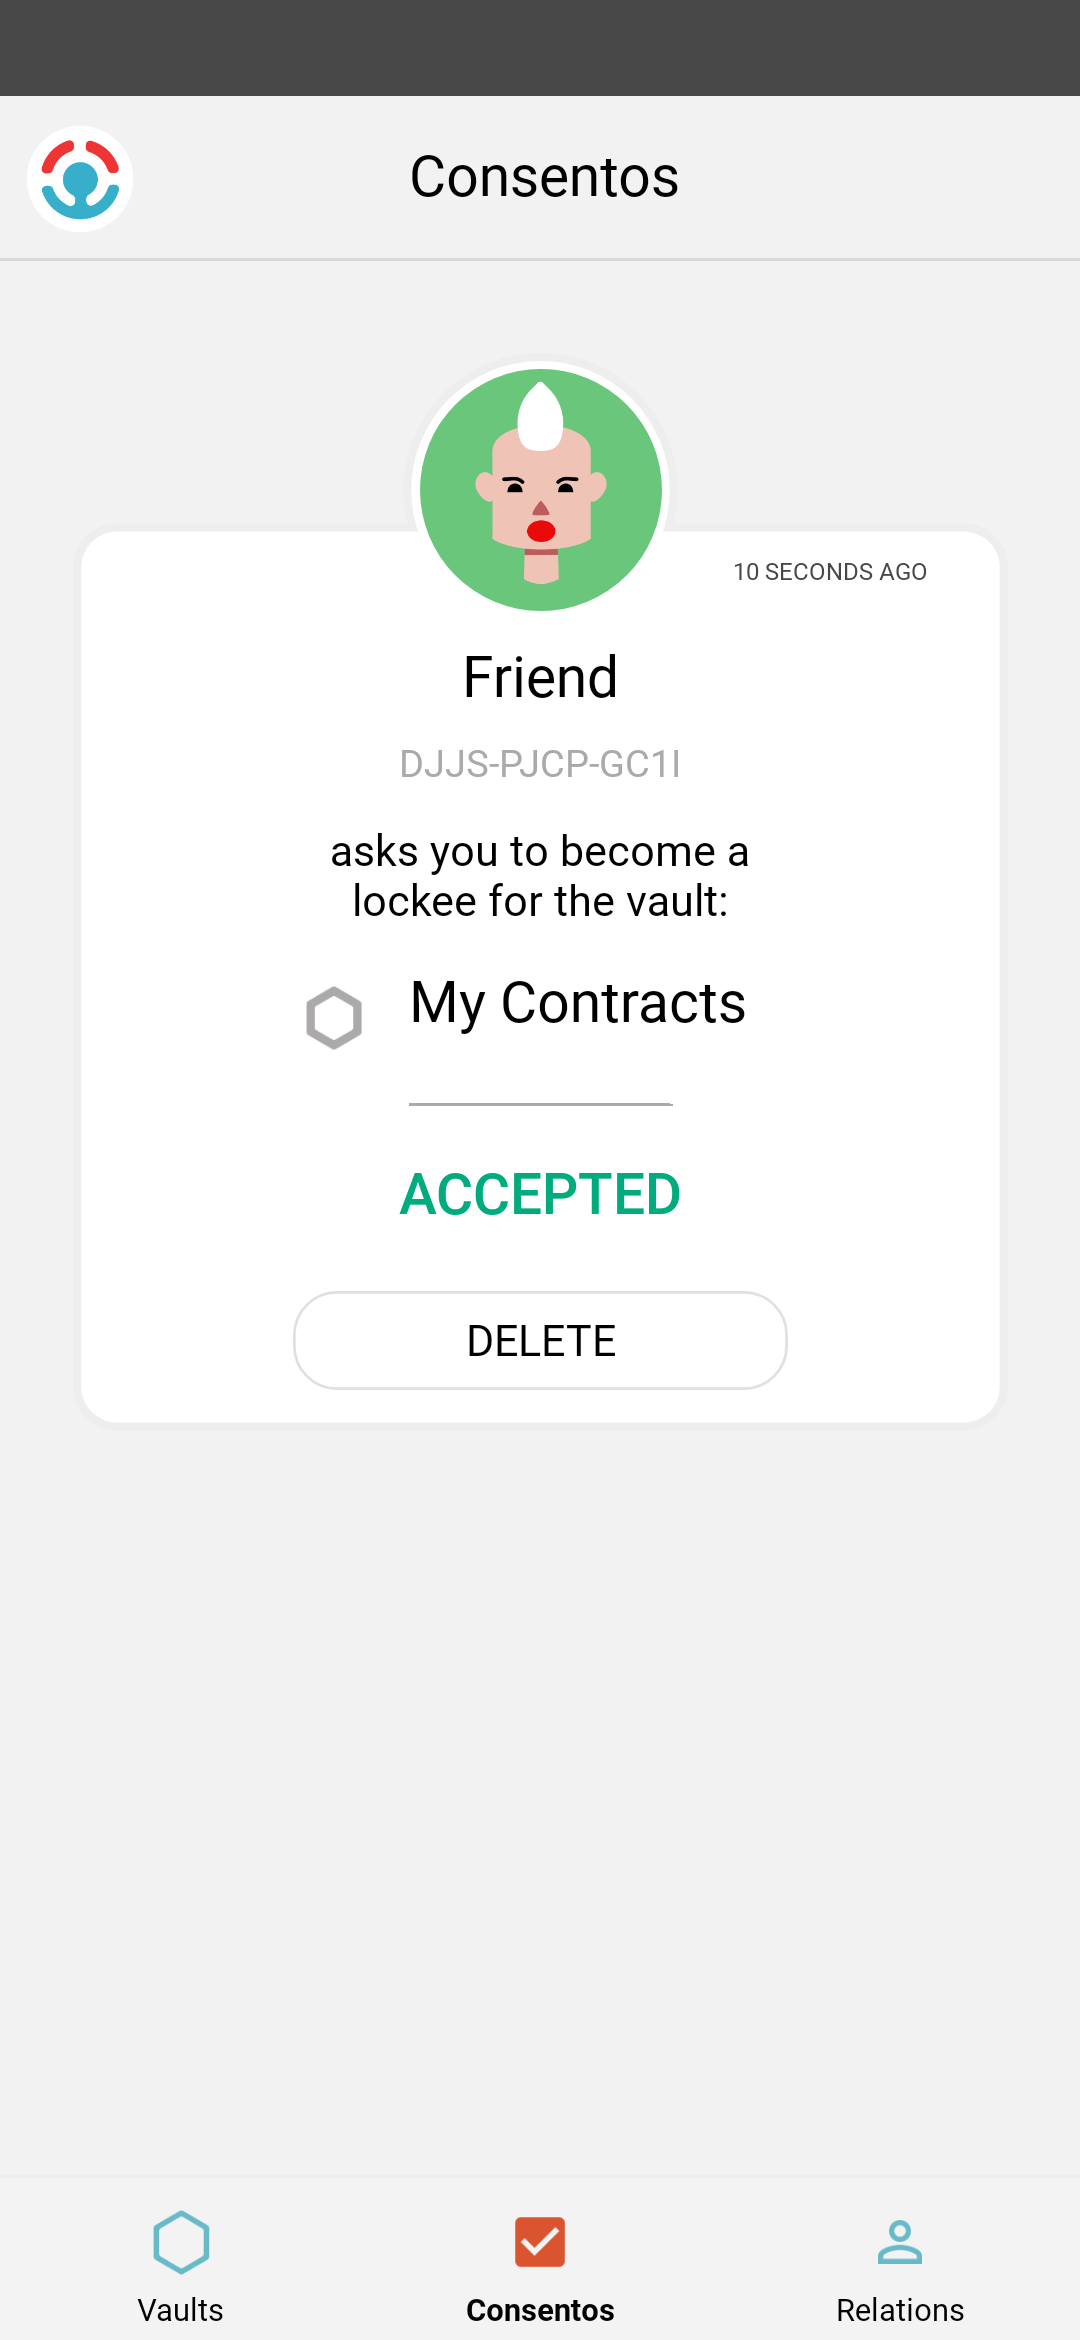 Consentos
10 SECONDS AGO
Friend
DJJS-PJCP-GC1I
asks you to become a
lockee for the vault:
My Contracts
ACCEPTED
DELETE
Vaults
Consentos
Relations